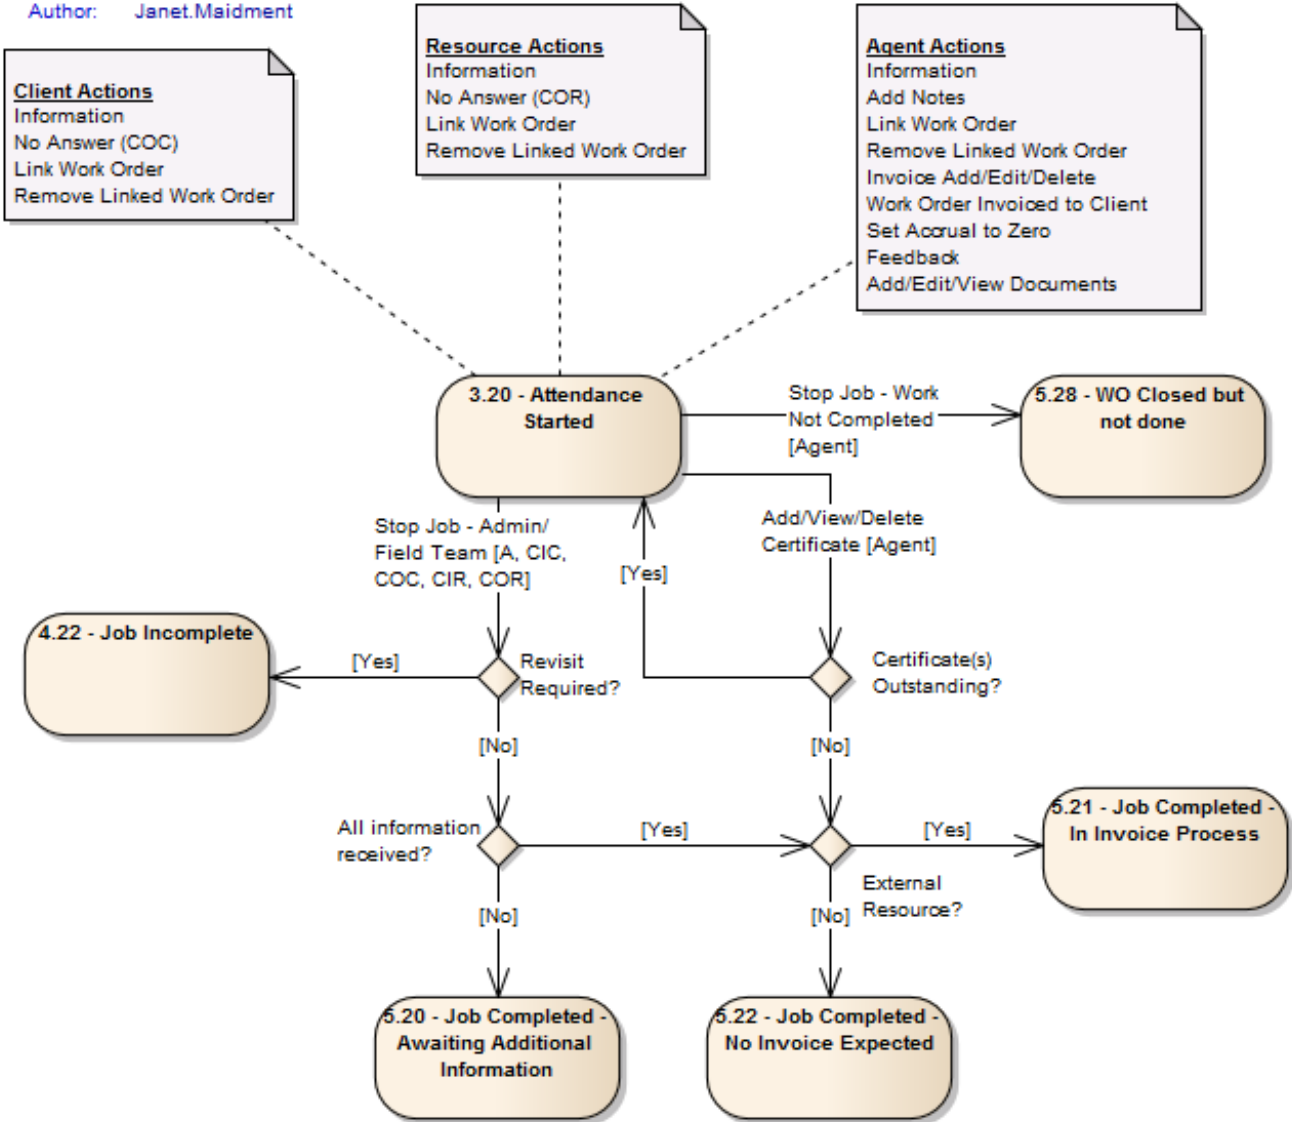 Author: Janet.Maidment
Client Actions
Information
No Answer (COC)
Link Work Order
Remove Linked Work Order
Resource Actions
Information
No Answer (COR)
Link Work Order
Remove Linked Work Order
Agent Actions
Information
Add Notes
Link Work Order
Remove Linked Work Order
Invoice Add/Edit/Delete
Work Order Invoiced to Client
Set Accrual to Zero
Feedback
Add/Edit/View Documents
3.20 - Attendance
Started
Stop Job - Work
Not Completed
[Agent]
5.28 - WO Closed but
not done
Stop Job - Admin/
Field Team [A, CIC,
COC, CIR, COR]
[Yes]
Add/View/Delete
Certificate [Agent]
4.22 - Job Incomplete
[Yes]
Revisit
Required?
Certificate(s)
Outstanding?
[No]
[No]
All information
received?
[Yes]
[Yes]
5.21 - Job Completed -
In Invoice Process
External
Resource?
[No]
[No]
5.20 - Job Completed -
Awaiting Additional
Information
5.22 - Job Completed -
No Invoice Expected